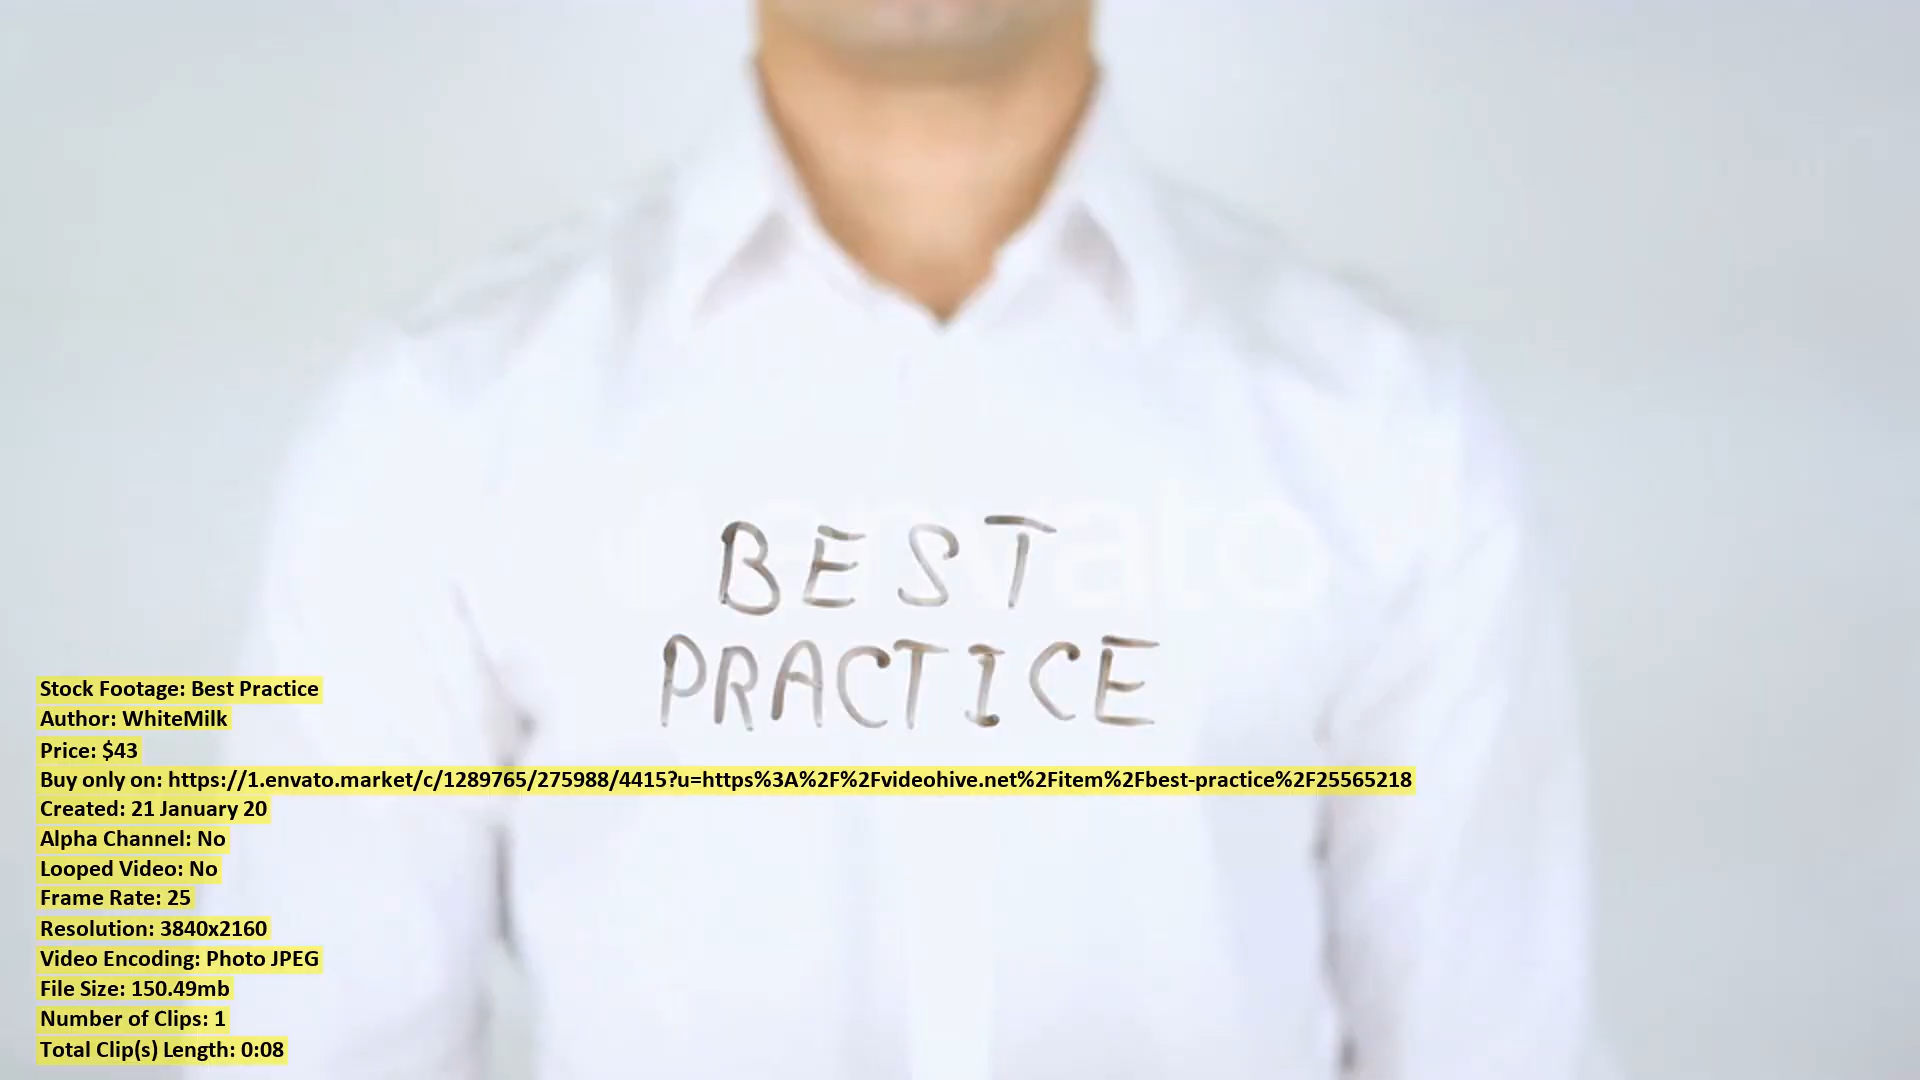 envato
BEST
PRACTICE
Stock Footage: Best Practice
Author: WhiteMilk
Price: $43
Buy only on: https://1.envato.market/c/1289765/275988/4415?u=https%3A%2F%2Fvideohive.net%2Fitem%2Fbest-practice%2F25565218
Created: 21 January 20
Alpha Channel: No
Looped Video: No
Frame Rate: 25
Resolution: 3840x2160
Video Encoding: Photo JPEG
File Size: 150.49mb
Number of Clips: 1
Total Clip(s) Length: 0:08